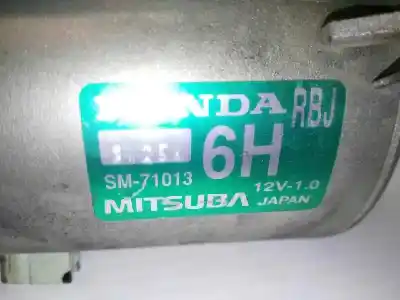 HONDA RBJ
6H
SM-71013 12V-1.0
MITSUBA JAPAN